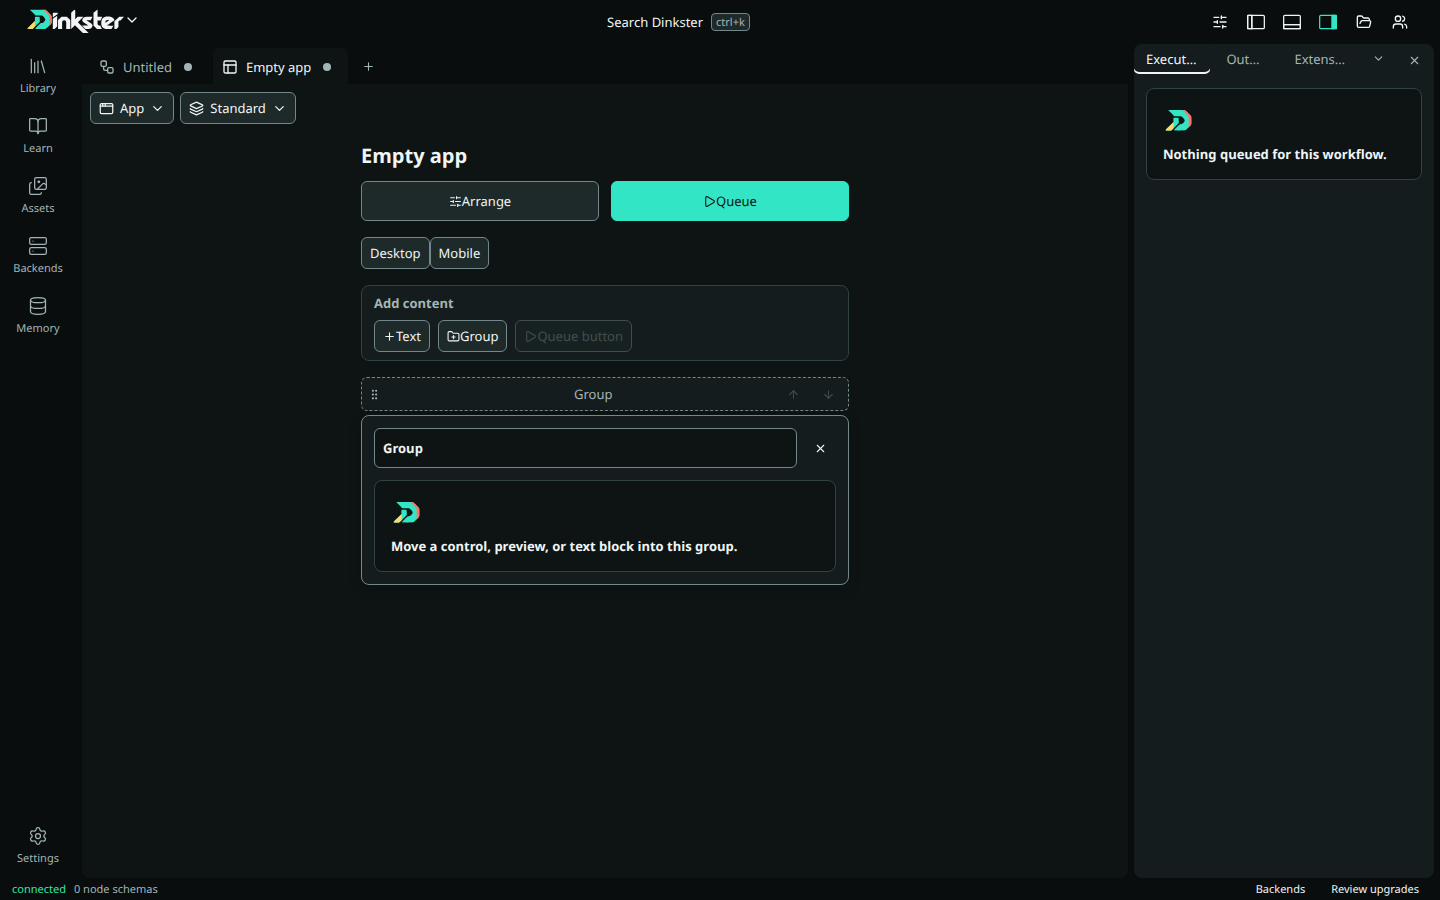 Dinkster
Search Dinkster ctrl+k
Library
Learn
Assets
Backends
Memory
Settings
Untitled
Empty app
App
Standard
Empty app
Arrange
Queue
Desktop
Mobile
Add content
Text
Group
Queue button
Group
Group
Move a control, preview, or text block into this group.
Execut...
Out...
Extens...
Nothing queued for this workflow.
connected
0 node schemas
Backends
Review upgrades